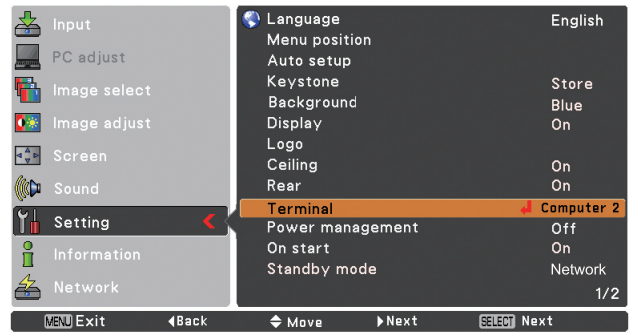 Input
PC adjust
Image select
Image adjust
Screen
Sound
Setting
Information
Network
Language English
Menu position
Auto setup
Keystone Store
Background Blue
Display On
Logo
Ceiling On
Rear On
Terminal Computer 2
Power management Off
On start On
Standby mode Network
1/2
MENU Exit Back Move Next SELECT Next